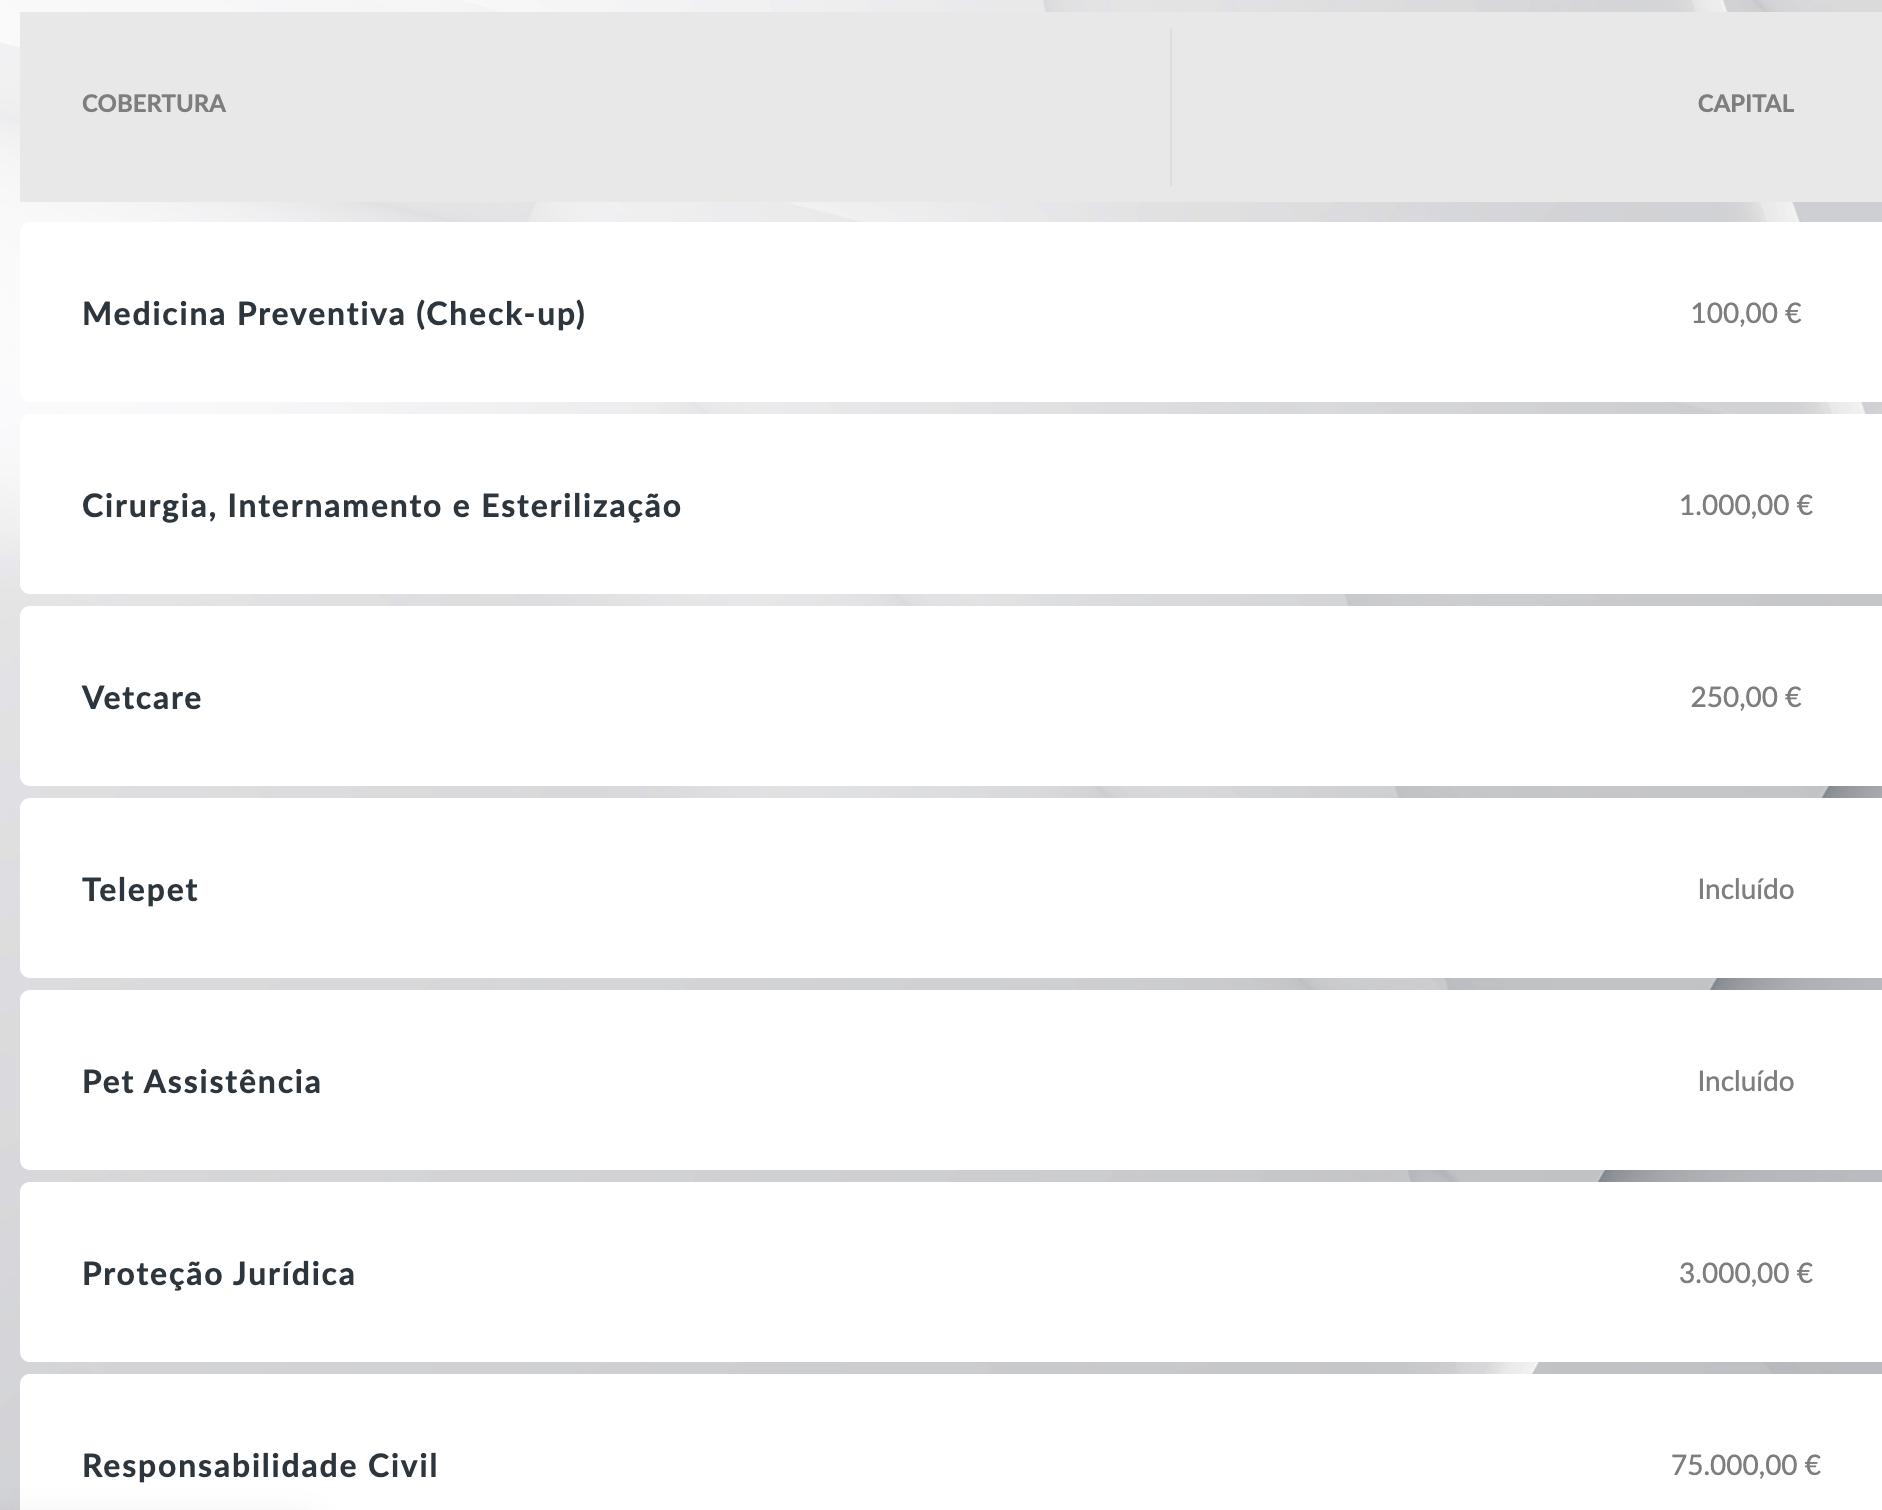 COBERTURA CAPITAL
Medicina Preventiva (Check-up) 100,00 €
Cirurgia, Internamento e Esterilização 1.000,00 €
Vetcare 250,00 €
Telepet Incluído
Pet Assistência Incluído
Proteção Jurídica 3.000,00 €
Responsabilidade Civil 75.000,00 €